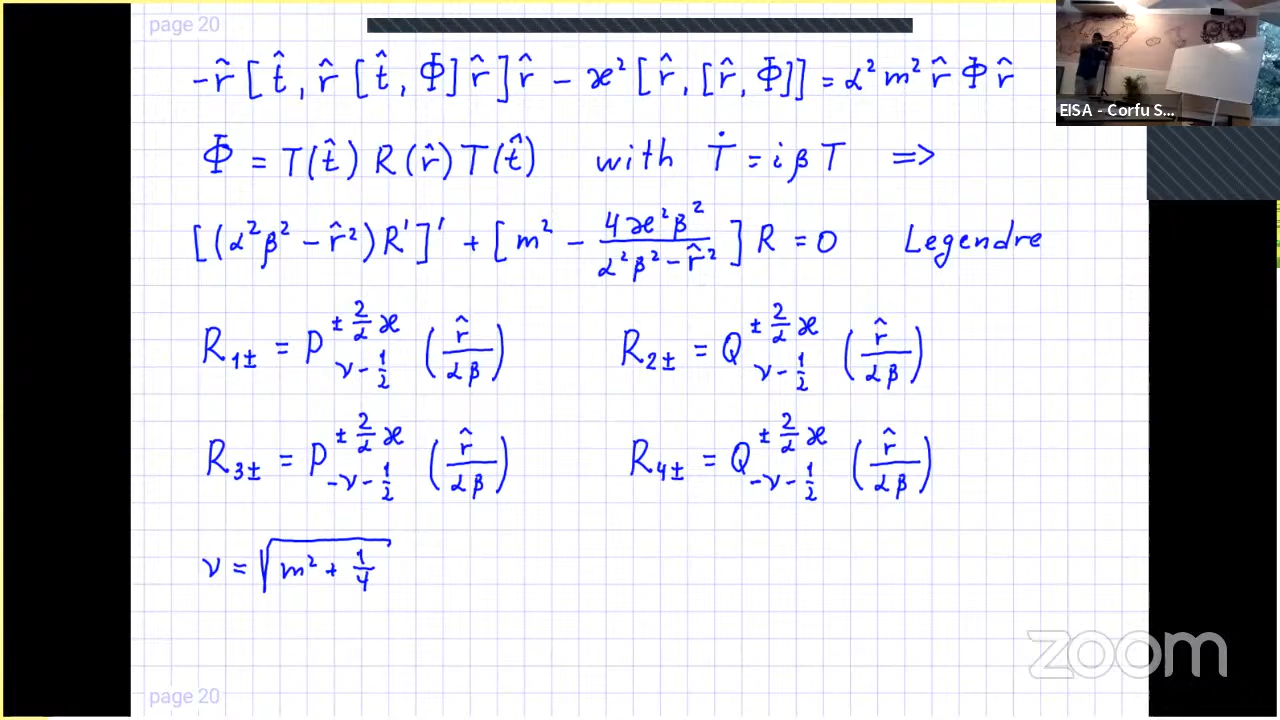 page 20
-r̂ [t̂, r̂ [t̂, Φ] r̂] r̂ - ϰ² [r̂, [r̂, Φ]] = α² m² r̂ Φ r̂
EISA - Corfu S...
Φ = T(t̂) R(r̂) T(t̂) with Ṫ = iβT =>
[(α²β² - r̂²)R']' + [m² - 4ϰ²β²/(α²β² - r̂²)] R = 0 Legendre
R₁± = P^{±2/α ϰ}_{ν-1/2} (r̂/αβ) R₂± = Q^{±2/α ϰ}_{ν-1/2} (r̂/αβ)
R₃± = P^{±2/α ϰ}_{-ν-1/2} (r̂/αβ) R₄± = Q^{±2/α ϰ}_{-ν-1/2} (r̂/αβ)
ν = √(m² + 1/4)
zoom
page 20